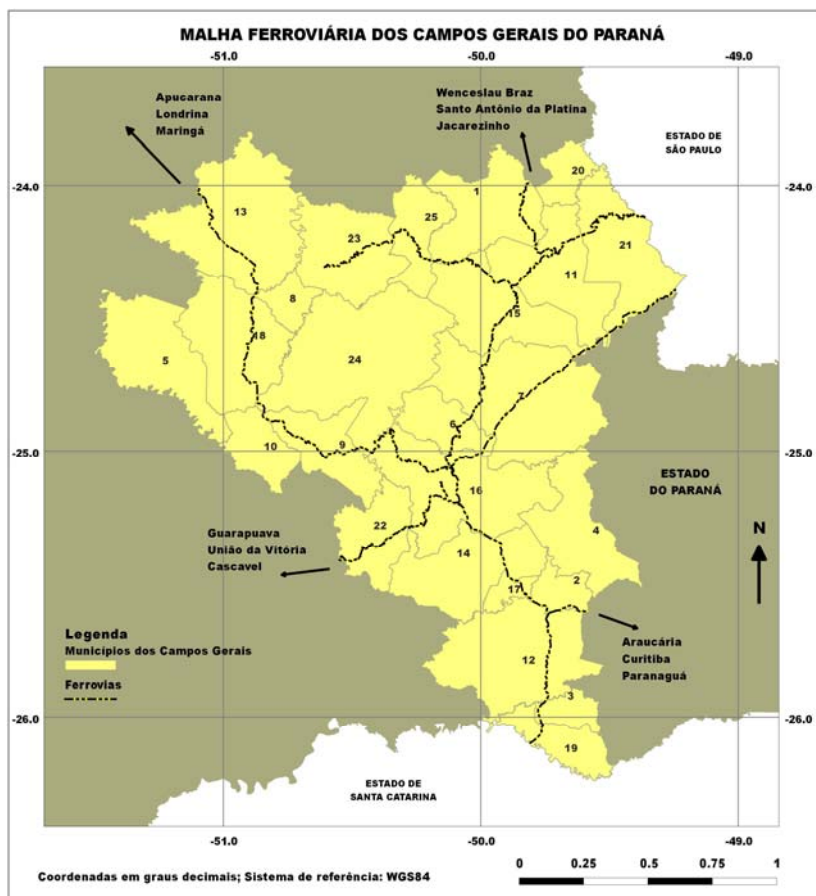 MALHA FERROVIÁRIA DOS CAMPOS GERAIS DO PARANÁ
-51.0
-50.0
-49.0
Apucarana
Londrina
Maringá
Wenceslau Braz
Santo Antônio da Platina
Jacarezinho
ESTADO DE
SÃO PAULO
-24.0
-24.0
20
1
13
25
23
21
11
8
15
18
5
24
7
6
-25.0
-25.0
9
10
16
ESTADO
DO PARANÁ
N
22
4
Guarapuava
União da Vitória
Cascavel
14
2
17
Legenda
Municípios dos Campos Gerais
Ferrovias
Araucária
Curitiba
Paranaguá
12
3
-26.0
-26.0
19
ESTADO DE
SANTA CATARINA
-51.0
-50.0
-49.0
Coordenadas em graus decimais; Sistema de referência: WGS84
0
0.25
0.5
0.75
1